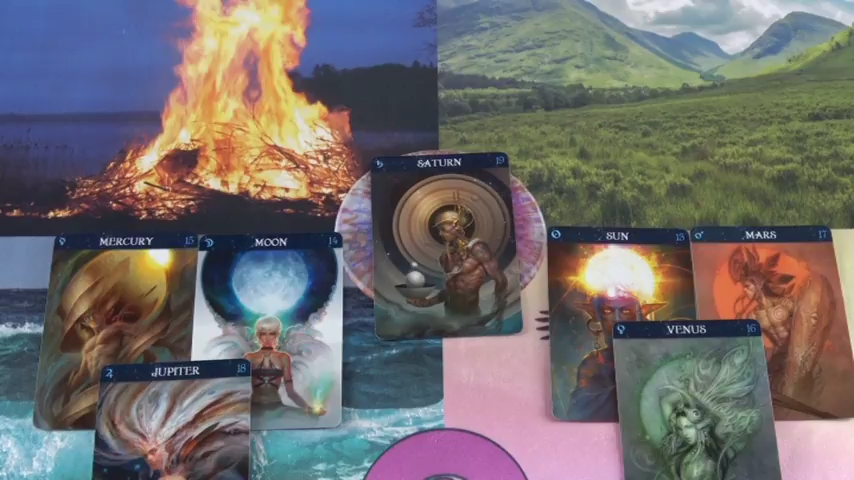 SATURN 19
MERCURY 15
MOON 14
SUN 13
MARS 17
VENUS 16
JUPITER 18